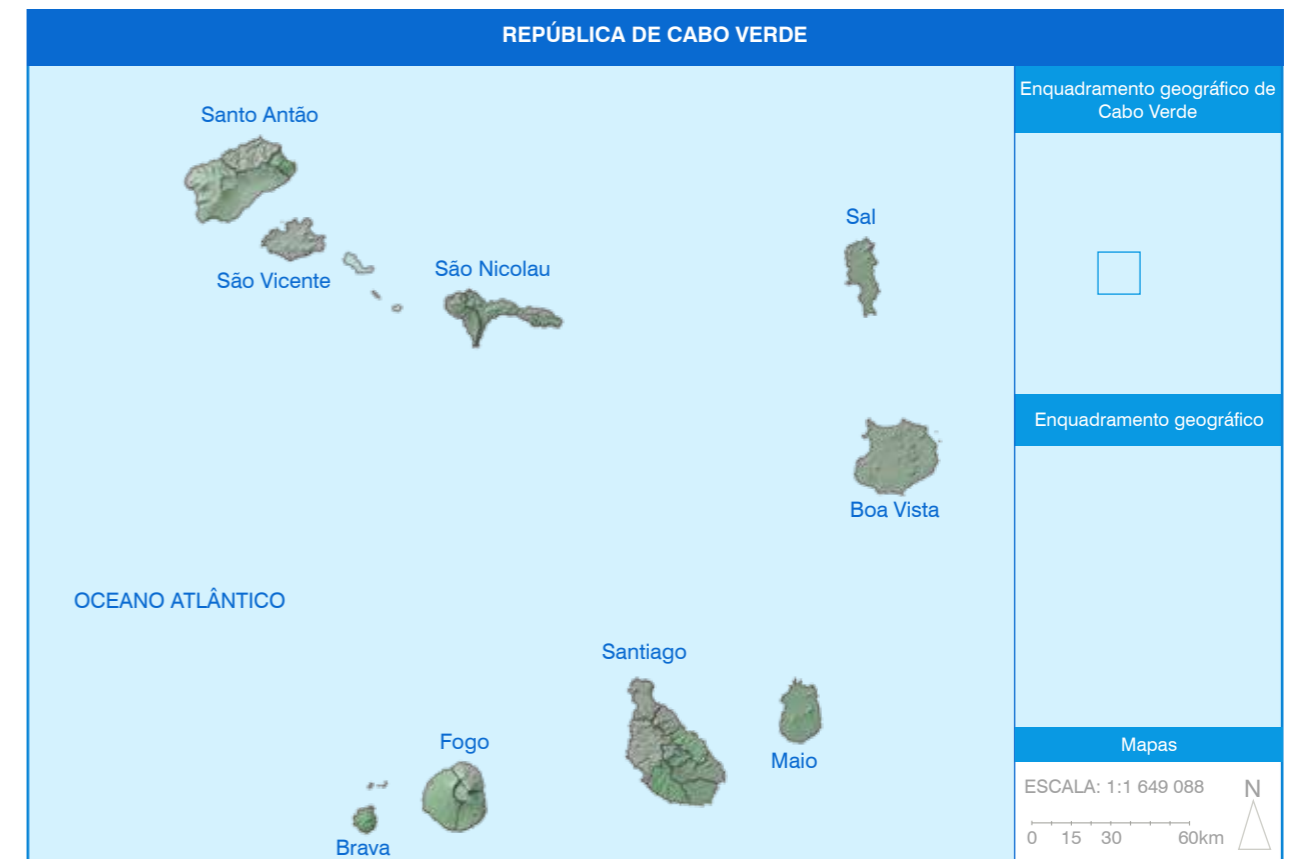 REPÚBLICA DE CABO VERDE
Santo Antão
São Vicente
São Nicolau
Sal
Boa Vista
OCEANO ATLÂNTICO
Santiago
Maio
Fogo
Brava
Enquadramento geográfico de
Cabo Verde
Enquadramento geográfico
Mapas
ESCALA: 1:1 649 088
N
0 15 30 60km